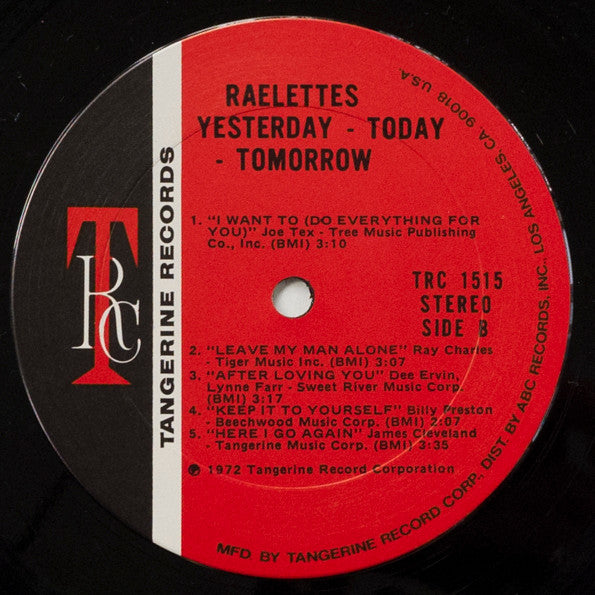 RAELETTES
YESTERDAY - TODAY
- TOMORROW
1. "I WANT TO (DO EVERYTHING FOR
YOU)" Joe Tex - Tree Music Publishing
Co., Inc. (BMI) 3:10
TRC 1515
STEREO
SIDE B
2. "LEAVE MY MAN ALONE" Ray Charles
- Tiger Music Inc. (BMI) 3:07
3. "AFTER LOVING YOU" Dee Ervin,
Lynne Farr - Sweet River Music Corp.
(BMI) 3:17
4. "KEEP IT TO YOURSELF" Billy Preston
- Beechwood Music Corp. (BMI) 2:07
5. "HERE I GO AGAIN" James Cleveland
- Tangerine Music Corp. (BMI) 3:35
℗ 1972 Tangerine Record Corporation
TRC
TANGERINE RECORDS
MFD. BY TANGERINE RECORD CORP., DIST. BY ABC RECORDS, INC., LOS ANGELES, CA 90018 U.S.A.